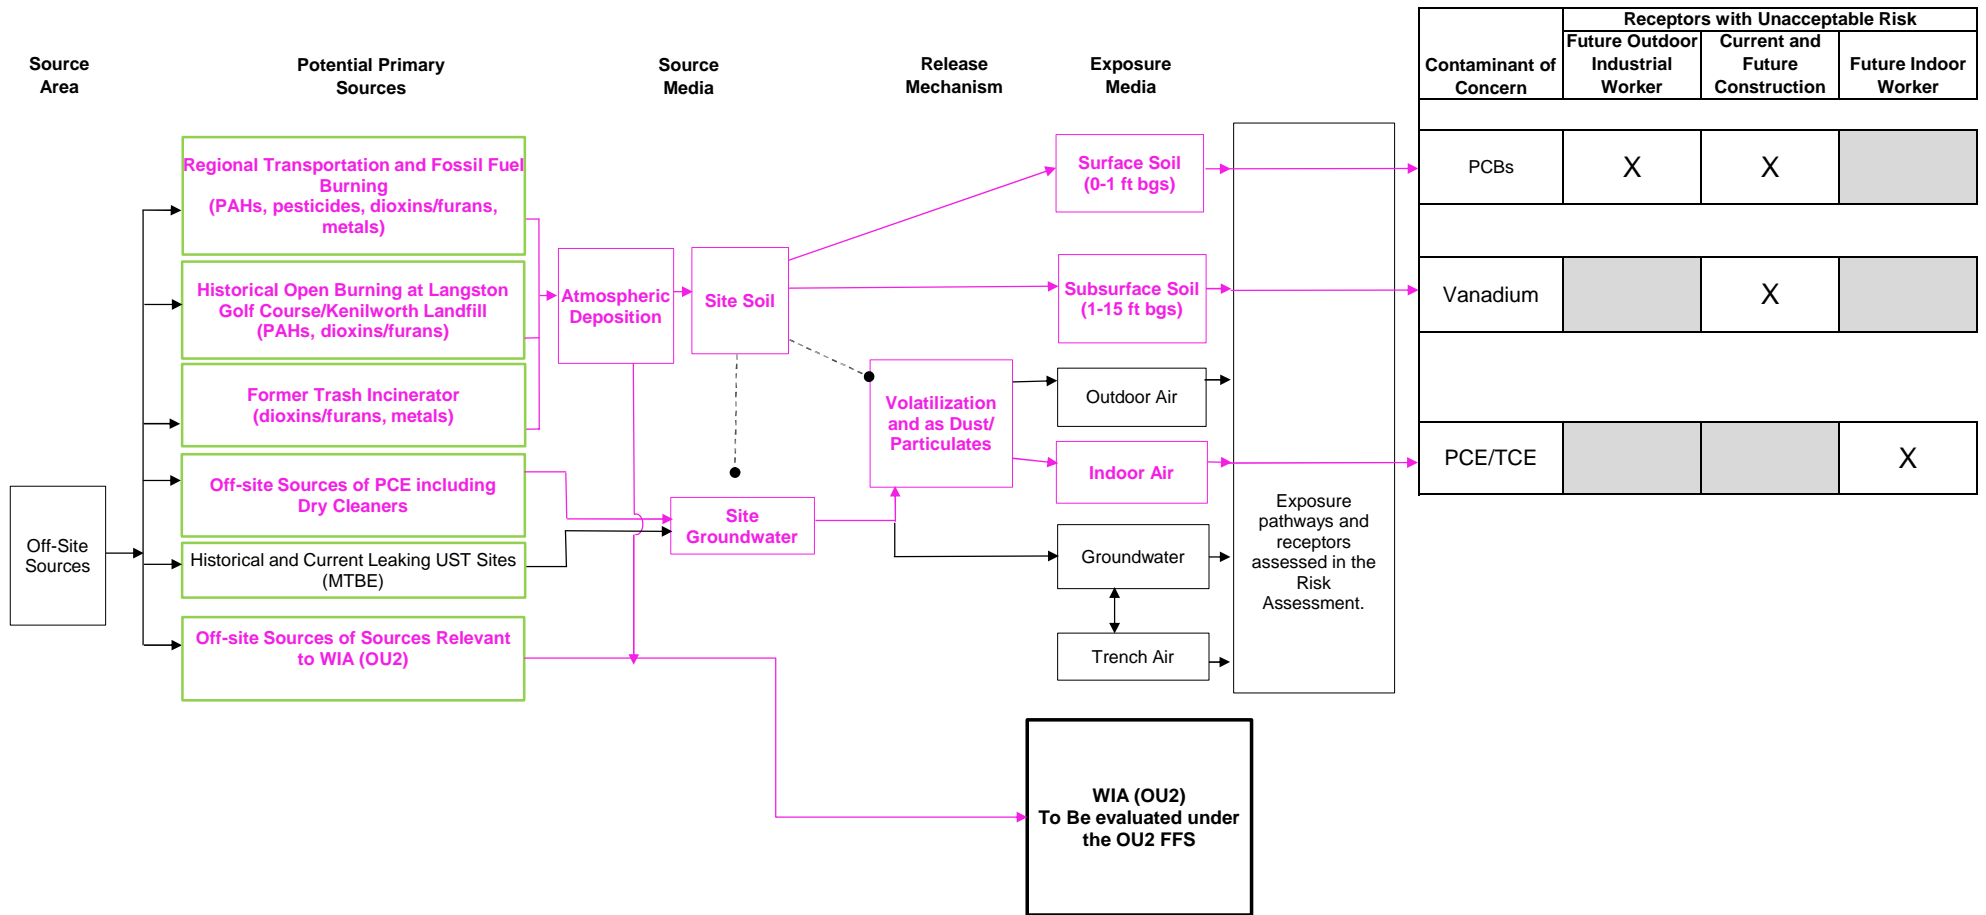 Source
Area
Potential Primary
Sources
Source
Media
Release
Mechanism
Exposure
Media
Contaminant of
Concern
Receptors with Unacceptable Risk
Future Outdoor
Industrial
Worker
Current and
Future
Construction
Future Indoor
Worker
Off-Site
Sources
Regional Transportation and Fossil Fuel
Burning
(PAHs, pesticides, dioxins/furans,
metals)
Historical Open Burning at Langston
Golf Course/Kenilworth Landfill
(PAHs, dioxins/furans)
Former Trash Incinerator
(dioxins/furans, metals)
Off-site Sources of PCE including
Dry Cleaners
Historical and Current Leaking UST Sites
(MTBE)
Off-site Sources of Sources Relevant
to WIA (OU2)
Atmospheric
Deposition
Site Soil
Site
Groundwater
Volatilization
and as Dust/
Particulates
Surface Soil
(0-1 ft bgs)
Subsurface Soil
(1-15 ft bgs)
Outdoor Air
Indoor Air
Groundwater
Trench Air
Exposure
pathways and
receptors
assessed in the
Risk
Assessment.
PCBs X X
Vanadium X
PCE/TCE X
WIA (OU2)
To Be evaluated under
the OU2 FFS